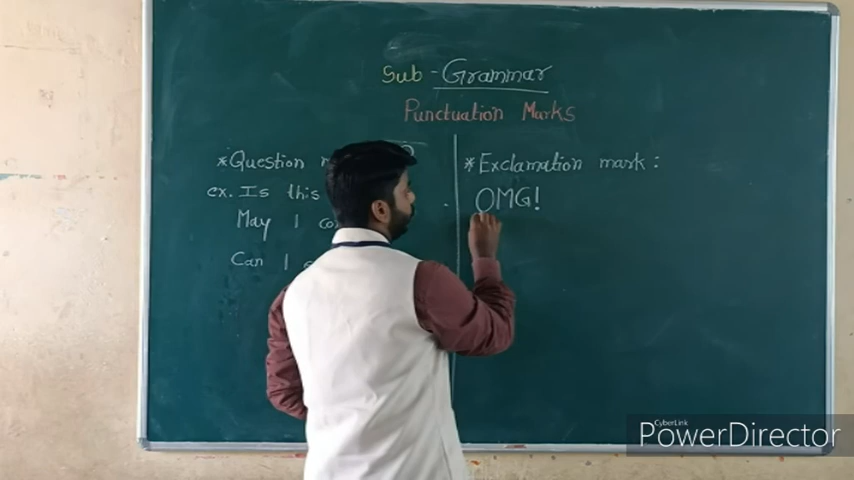 Sub - Grammar
Punctuation Marks
*Question
ex. Is this
May I
Can I
*Exclamation mark :
OMG!
CyberLink
PowerDirector